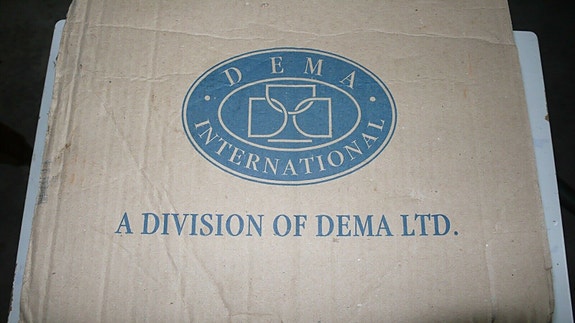 · DEMA ·
INTERNATIONAL
A DIVISION OF DEMA LTD.